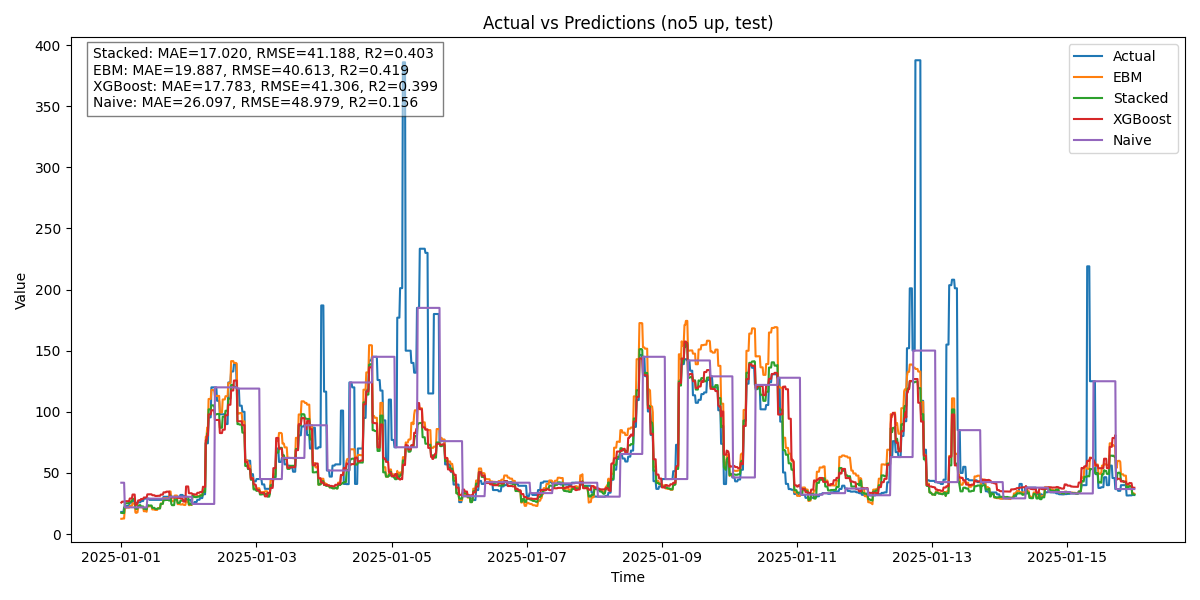 Actual vs Predictions (no5 up, test)
Stacked: MAE=17.020, RMSE=41.188, R2=0.403
EBM: MAE=19.887, RMSE=40.613, R2=0.419
XGBoost: MAE=17.783, RMSE=41.306, R2=0.399
Naive: MAE=26.097, RMSE=48.979, R2=0.156
Actual
EBM
Stacked
XGBoost
Naive
Value
400
350
300
250
200
150
100
50
0
2025-01-01
2025-01-03
2025-01-05
2025-01-07
2025-01-09
2025-01-11
2025-01-13
2025-01-15
Time